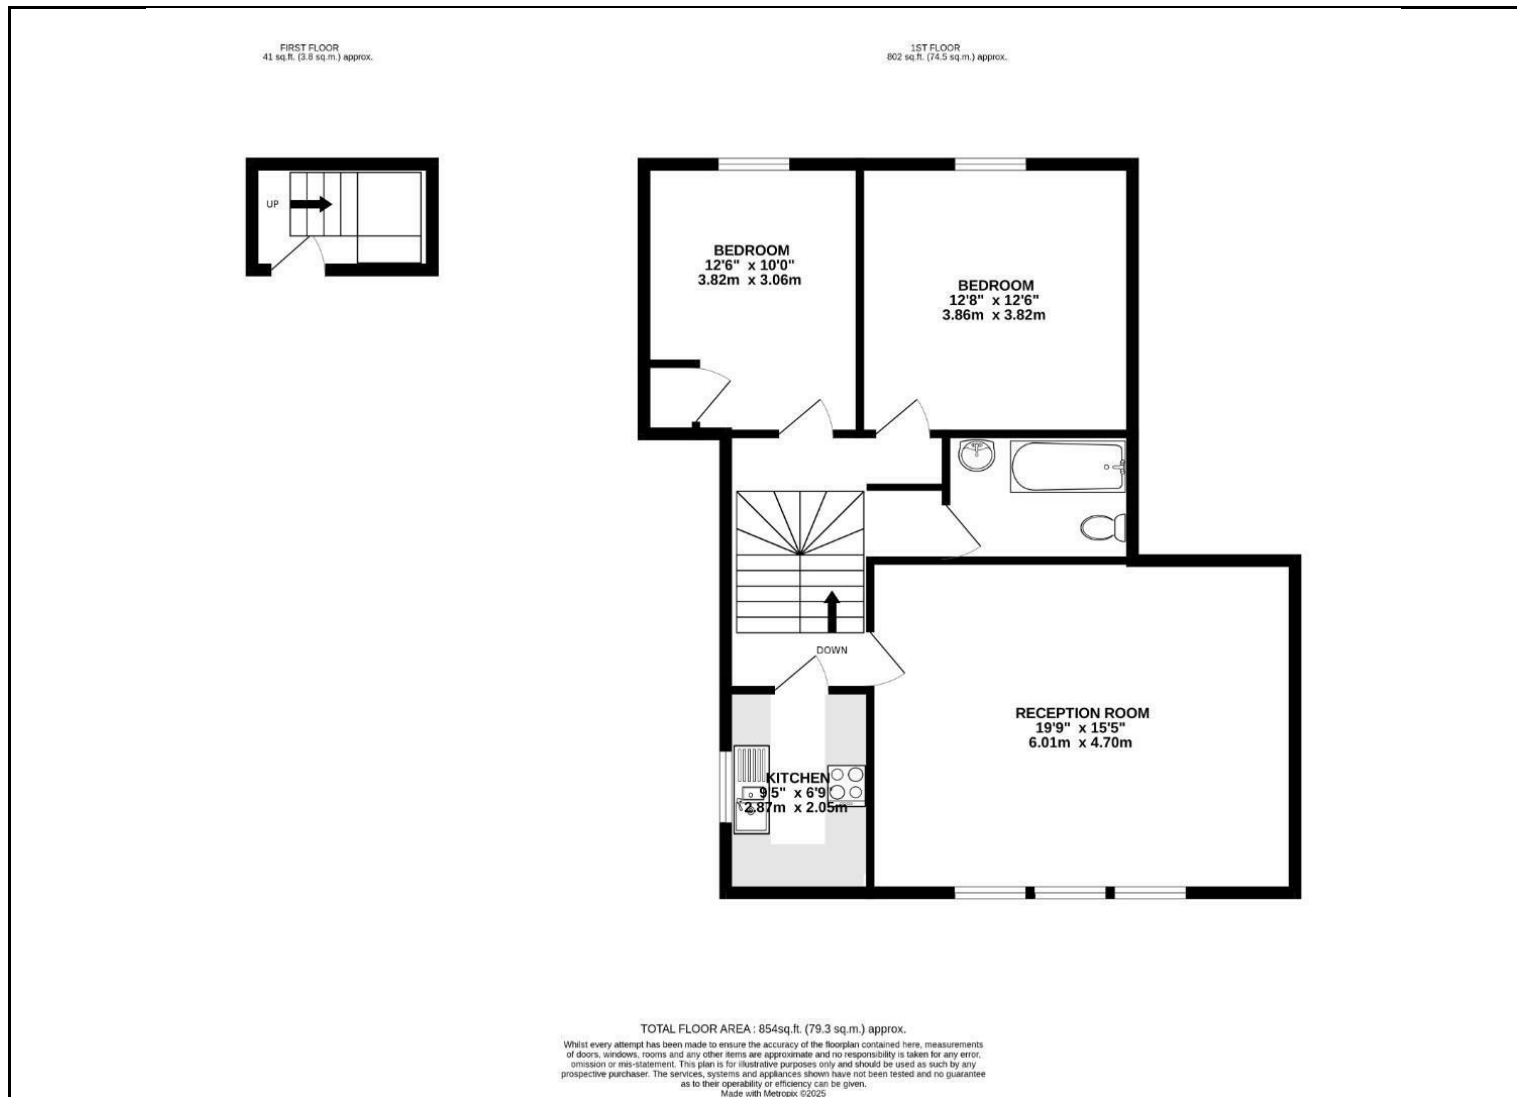 FIRST FLOOR
41 sq.ft. (3.8 sq.m.) approx.
1ST FLOOR
802 sq.ft. (74.5 sq.m.) approx.
UP
BEDROOM
12'6" x 10'0"
3.82m x 3.06m
BEDROOM
12'8" x 12'6"
3.86m x 3.82m
DOWN
RECEPTION ROOM
19'9" x 15'5"
6.01m x 4.70m
KITCHEN
9'5" x 6'9"
2.87m x 2.05m
TOTAL FLOOR AREA : 854sq.ft. (79.3 sq.m.) approx.
Whilst every attempt has been made to ensure the accuracy of the floorplan contained here, measurements
of doors, windows, rooms and any other items are approximate and no responsibility is taken for any error,
omission or mis-statement. This plan is for illustrative purposes only and should be used as such by any
prospective purchaser. The services, systems and appliances shown have not been tested and no guarantee
as to their operability or efficiency can be given.
Made with Metropix ©2025